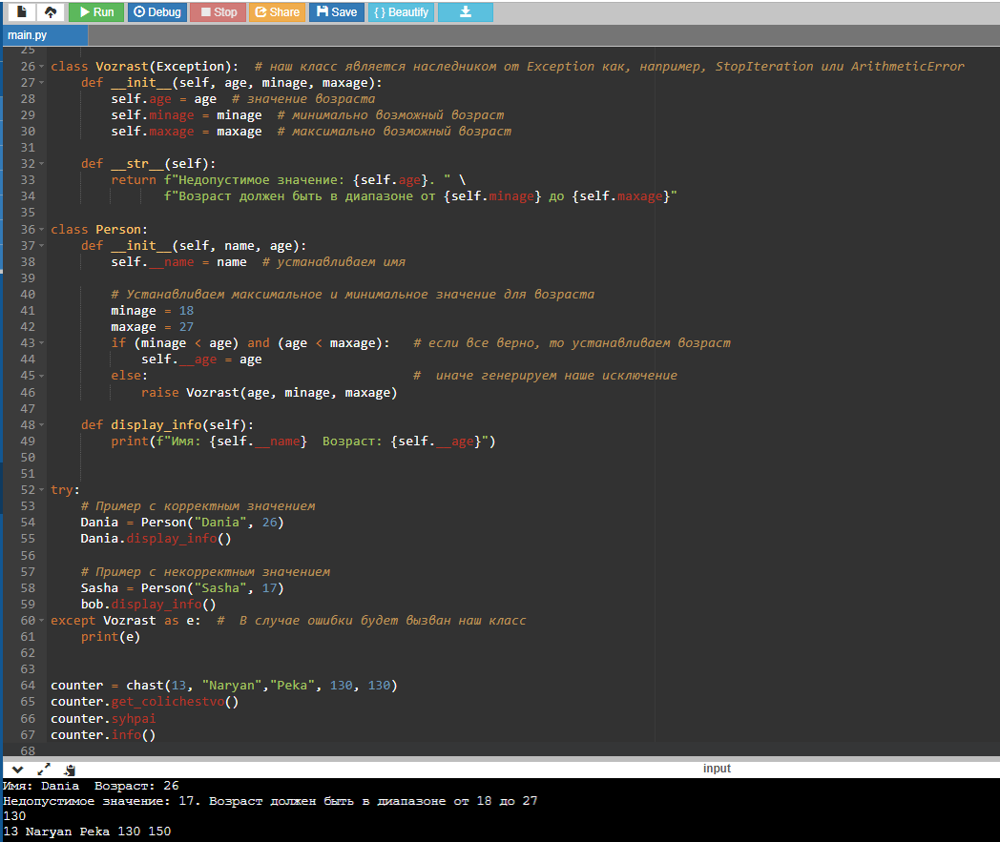 Run Debug Stop Share Save { } Beautify
main.py
25
26 class Vozrast(Exception):  # наш класс является наследником от Exception как, например, StopIteration или ArithmeticError
27     def __init__(self, age, minage, maxage):
28         self.age = age  # значение возраста
29         self.minage = minage  # минимально возможный возраст
30         self.maxage = maxage  # максимально возможный возраст
31
32     def __str__(self):
33         return f"Недопустимое значение: {self.age}. " \
34                f"Возраст должен быть в диапазоне от {self.minage} до {self.maxage}"
35
36 class Person:
37     def __init__(self, name, age):
38         self.__name = name  # устанавливаем имя
39
40         # Устанавливаем максимальное и минимальное значение для возраста
41         minage = 18
42         maxage = 27
43         if (minage < age) and (age < maxage):   # если все верно, то устанавливаем возраст
44             self.__age = age
45         else:                                   #  иначе генерируем наше исключение
46             raise Vozrast(age, minage, maxage)
47
48     def display_info(self):
49         print(f"Имя: {self.__name}  Возраст: {self.__age}")
50
51
52 try:
53     # Пример с корректным значением
54     Dania = Person("Dania", 26)
55     Dania.display_info()
56
57     # Пример с некорректным значением
58     Sasha = Person("Sasha", 17)
59     bob.display_info()
60 except Vozrast as e:  #  В случае ошибки будет вызван наш класс
61     print(e)
62
63
64 counter = chast(13, "Naryan","Peka", 130, 130)
65 counter.get_colichestvo()
66 counter.syhpai
67 counter.info()
68
input
Имя: Dania  Возраст: 26
Недопустимое значение: 17. Возраст должен быть в диапазоне от 18 до 27
130
13 Naryan Peka 130 150